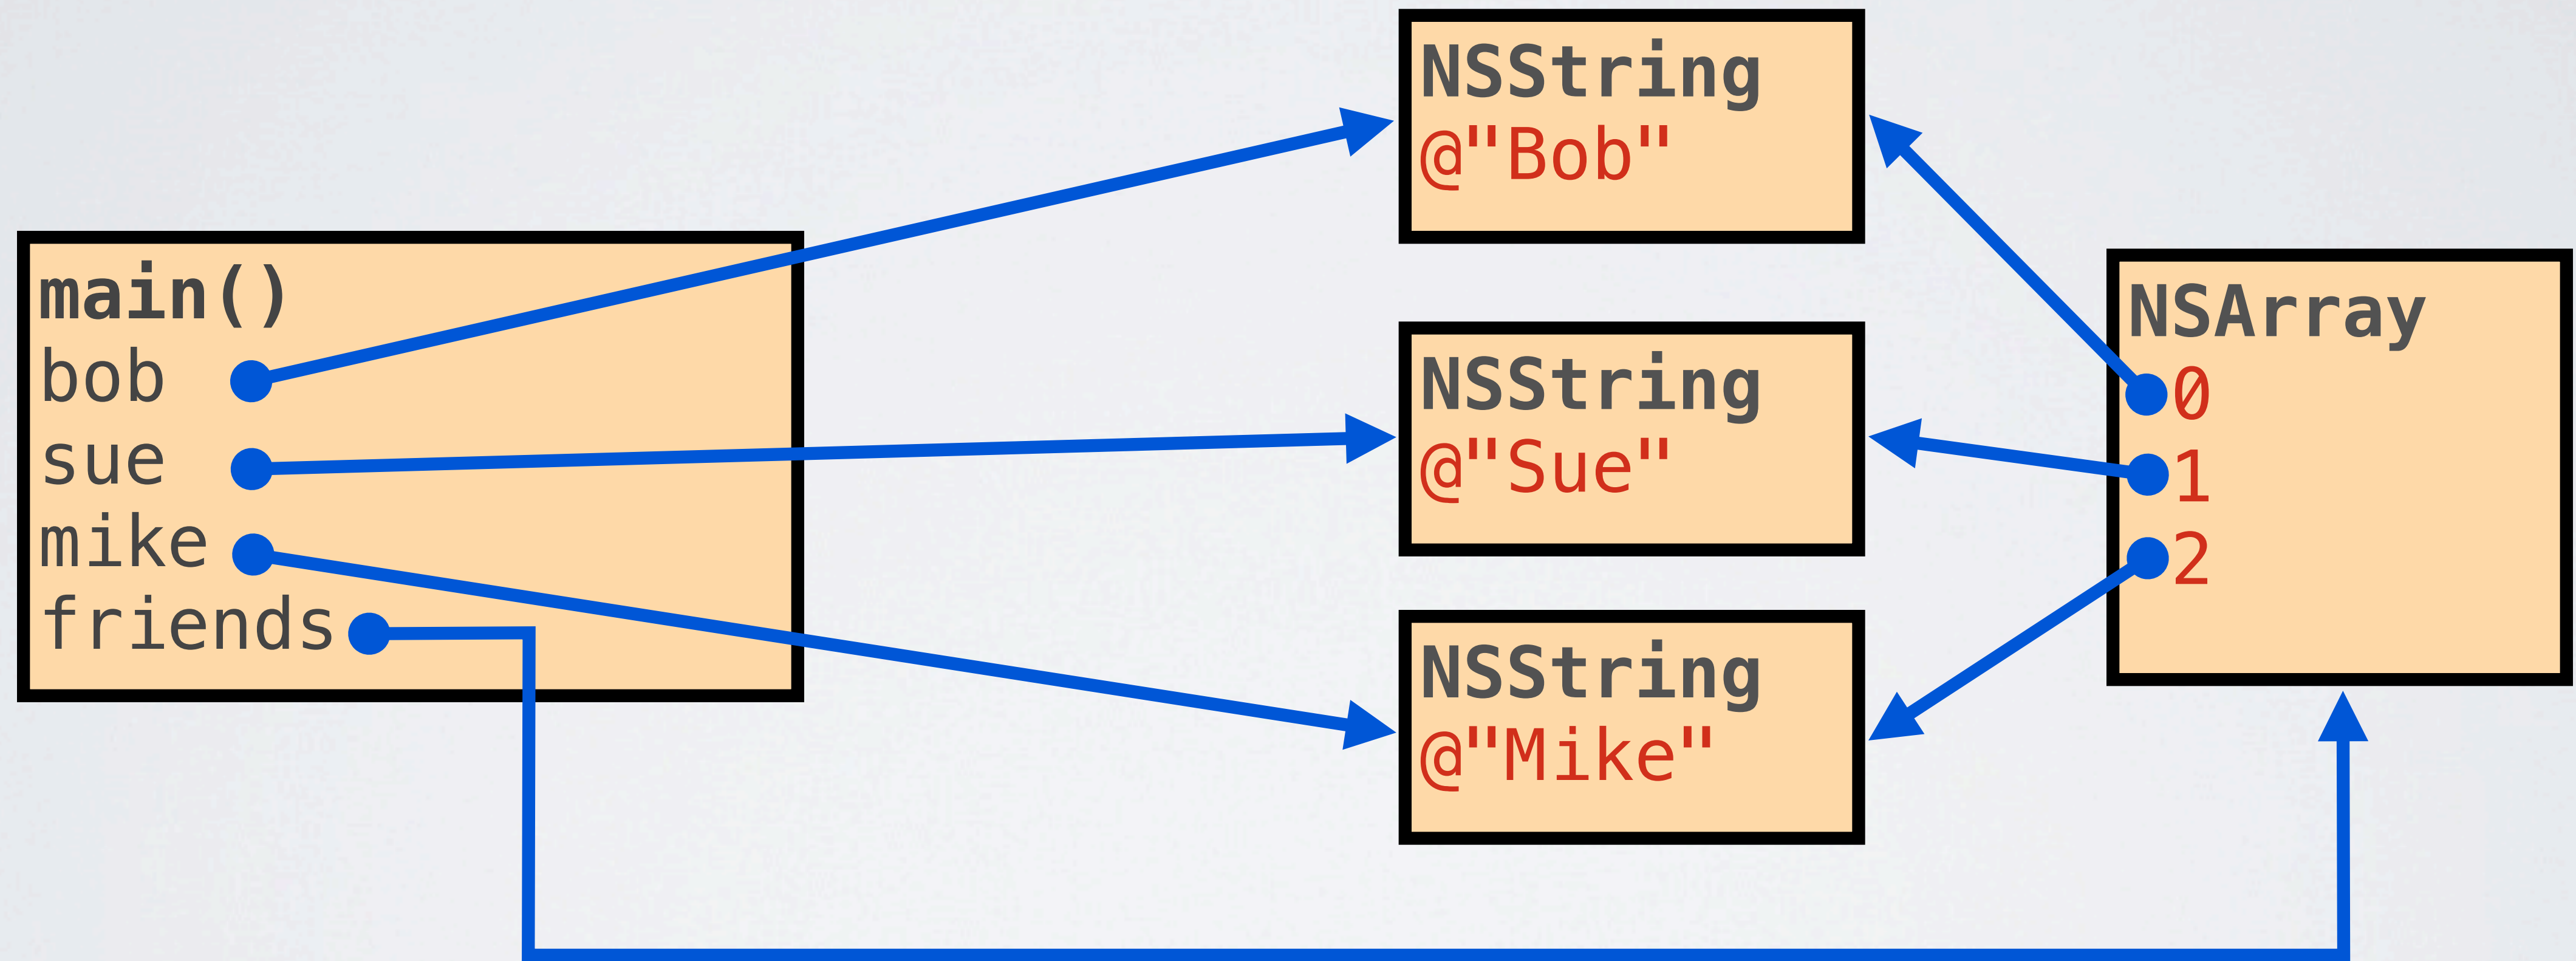 main()
bob
sue
mike
friends
NSString
@"Bob"
NSString
@"Sue"
NSString
@"Mike"
NSArray
0
1
2